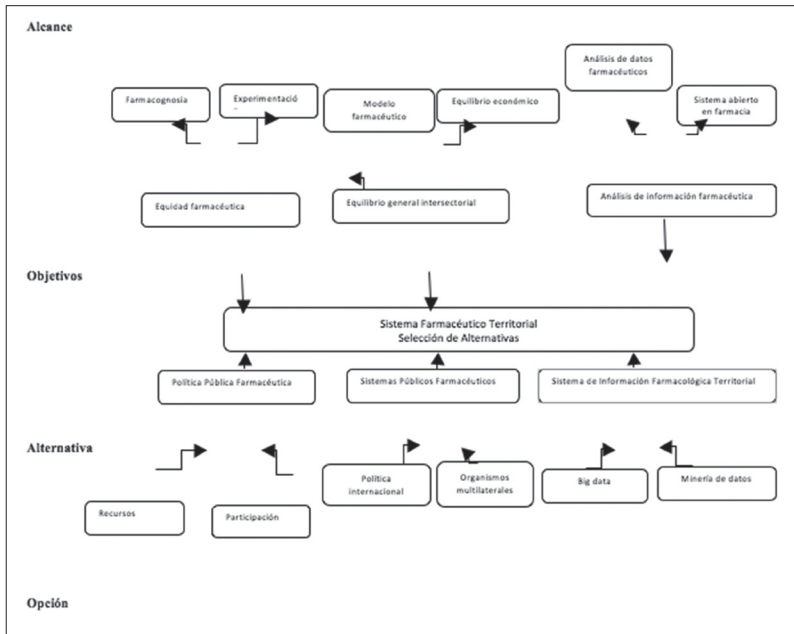 Alcance
Análisis de datos
farmacéuticos
Farmacognosia
Experimentació
Modelo
farmacéutico
Equilibrio económico
Sistema abierto
en farmacia
Equidad farmacéutica
Equilibrio general intersectorial
Análisis de información farmacéutica
Objetivos
Sistema Farmacéutico Territorial
Selección de Alternativas
Política Pública Farmacéutica
Sistemas Públicos Farmacéuticos
Sistema de Información Farmacológica Territorial
Alternativa
Recursos
Participación
Política
internacional
Organismos
multilaterales
Big data
Minería de datos
Opción